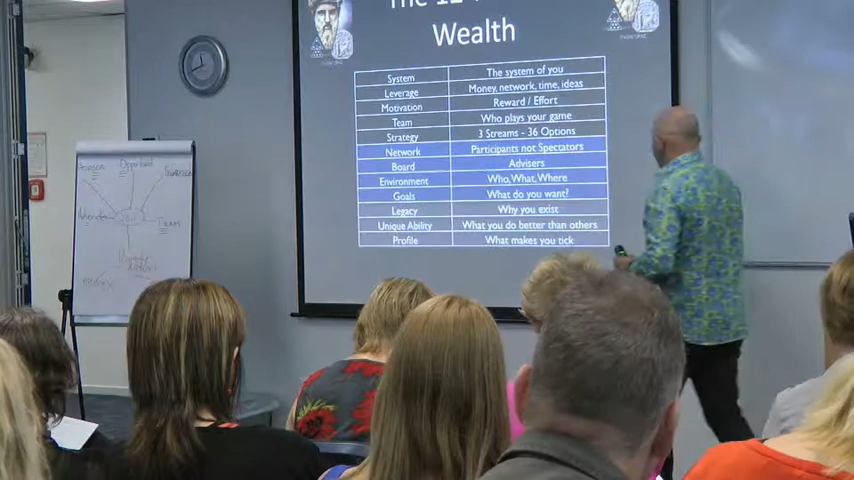 The 12
Wealth
System The system of you
Leverage Money, network, time, ideas
Motivation Reward / Effort
Team Who plays your game
Strategy 3 Streams - 36 Options
Network Participants not Spectators
Board Advisers
Environment Who, What, Where
Goals What do you want?
Legacy Why you exist
Unique Ability What you do better than others
Profile What makes you tick